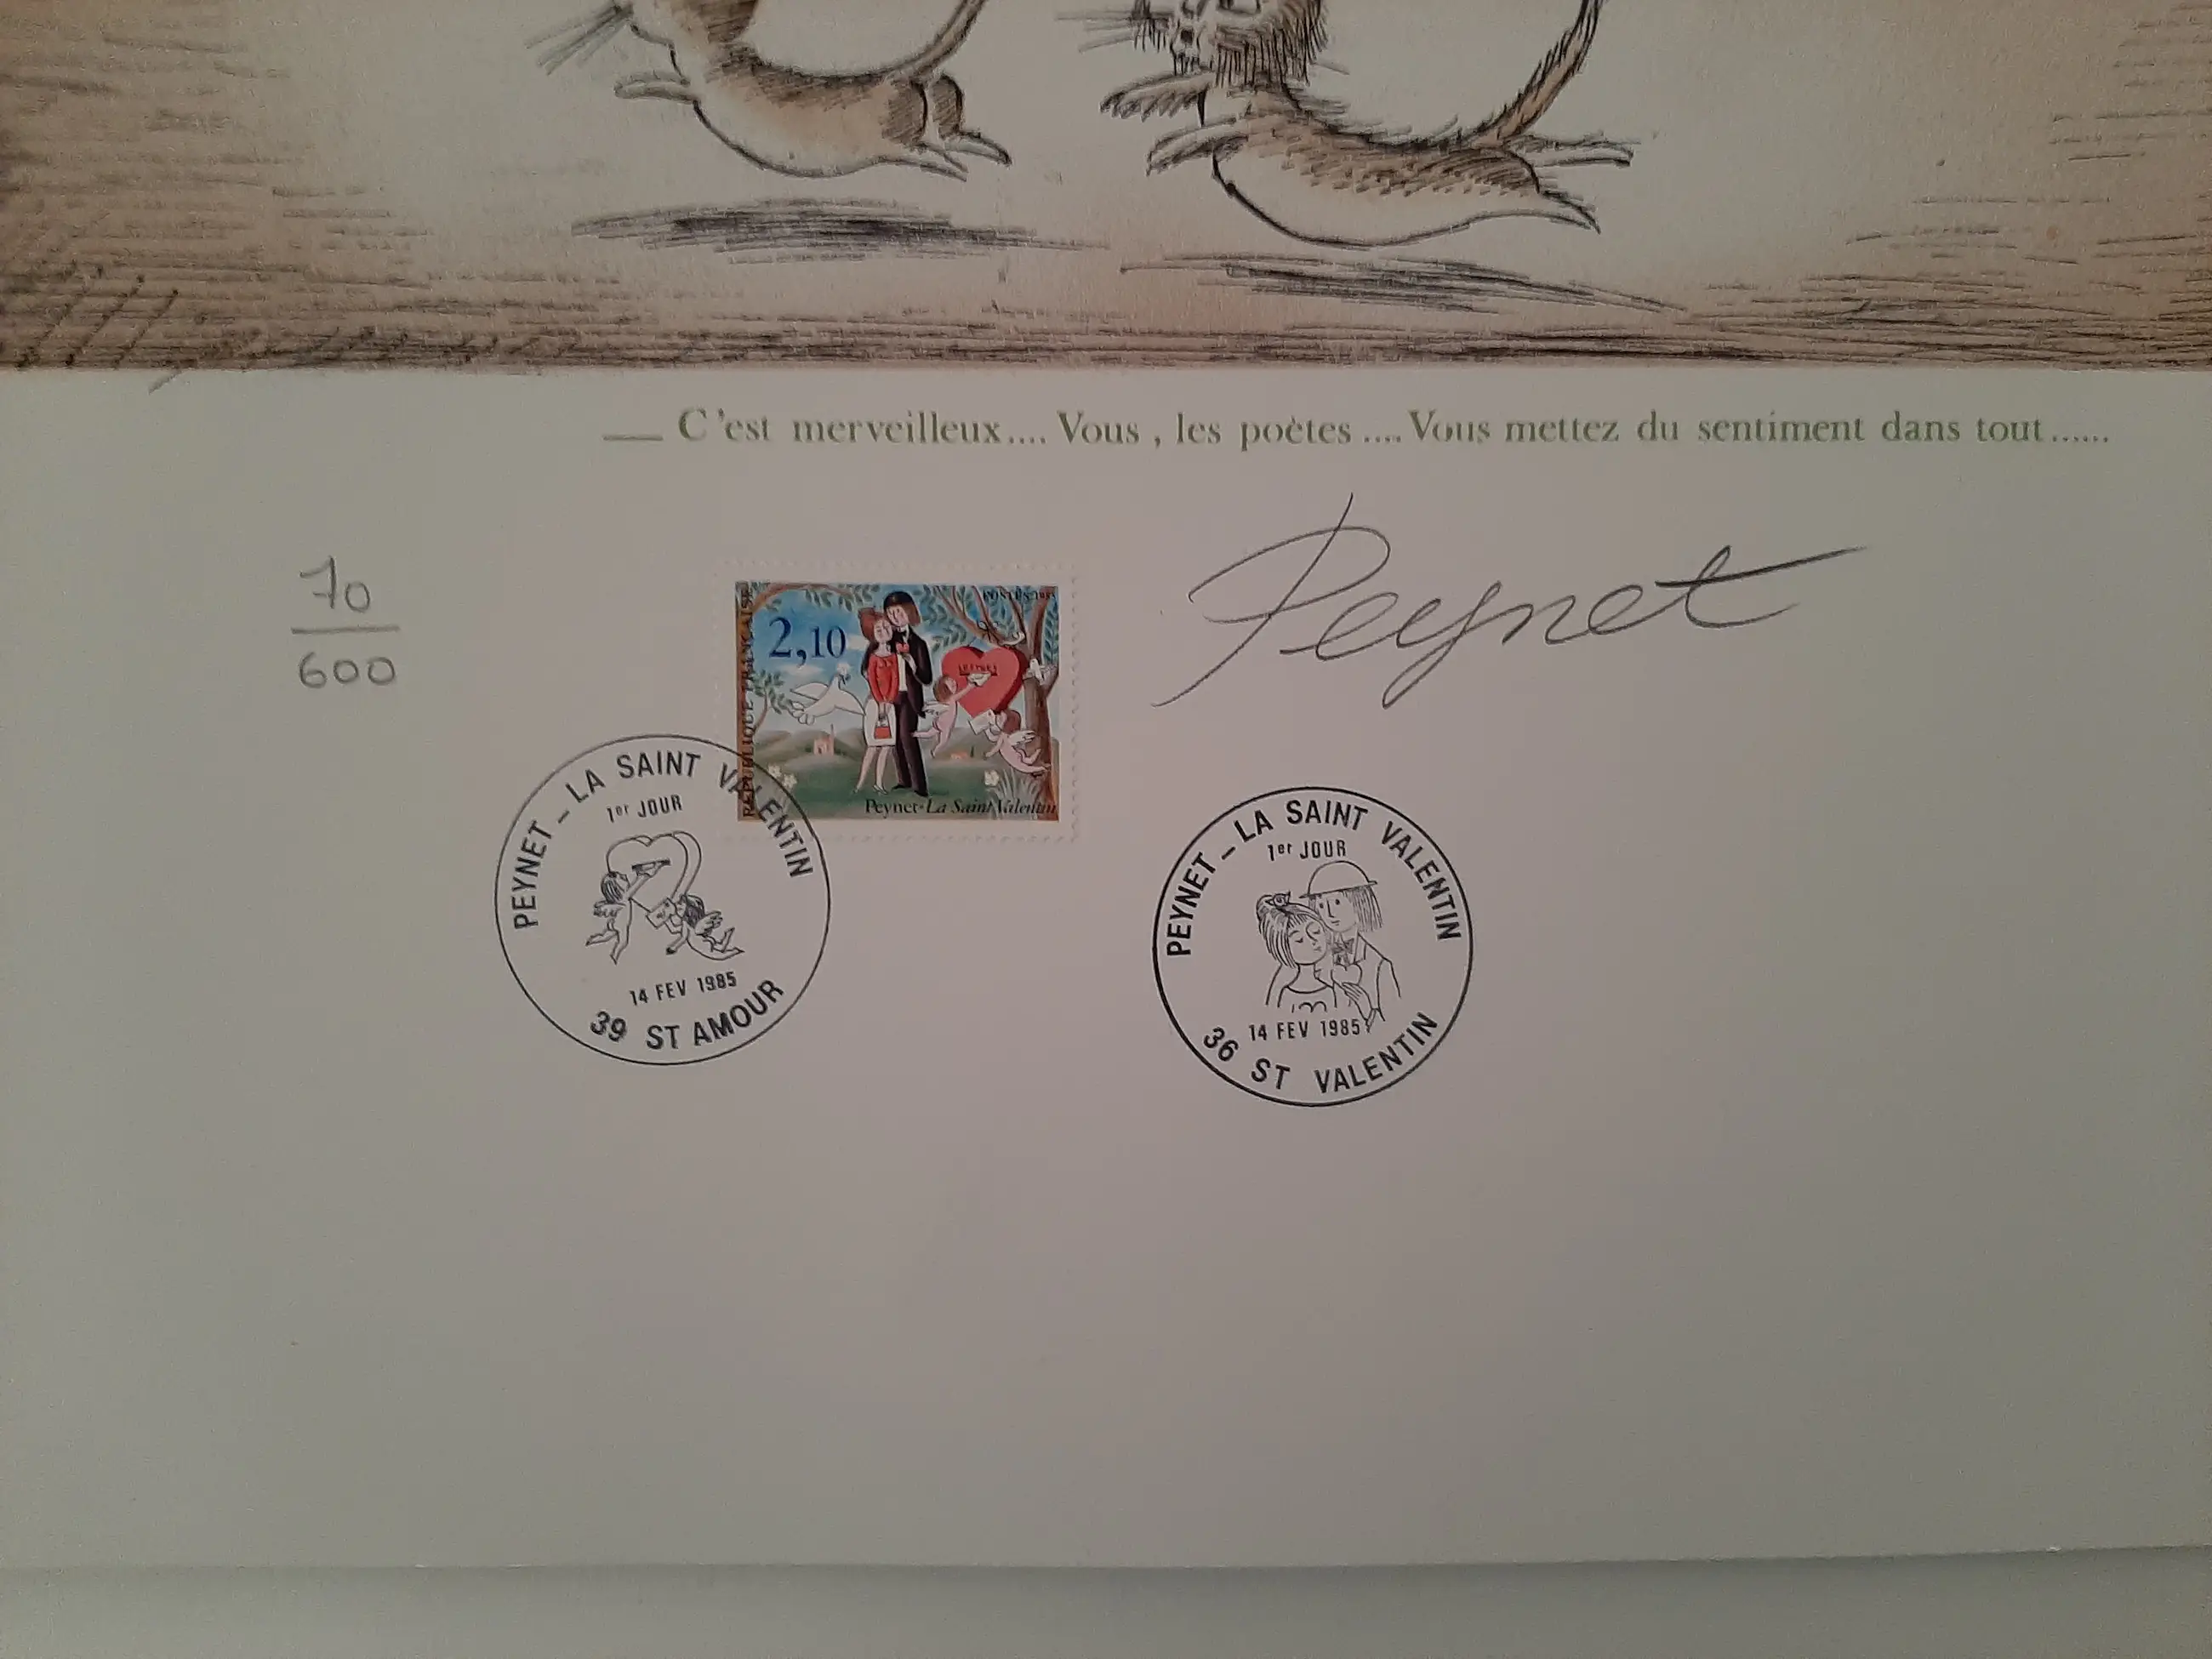 ___ C'est merveilleux.... Vous, les poètes .... Vous mettez du sentiment dans tout......
70
600
Peynet
REPUBLIQUE FRANÇAISE
2,10
POSTES 1985
Peynet-La Saint Valentin
PEYNET - LA SAINT VALENTIN
1er JOUR
14 FEV 1985
39 ST AMOUR
PEYNET - LA SAINT VALENTIN
1er JOUR
14 FEV 1985
36 ST VALENTIN